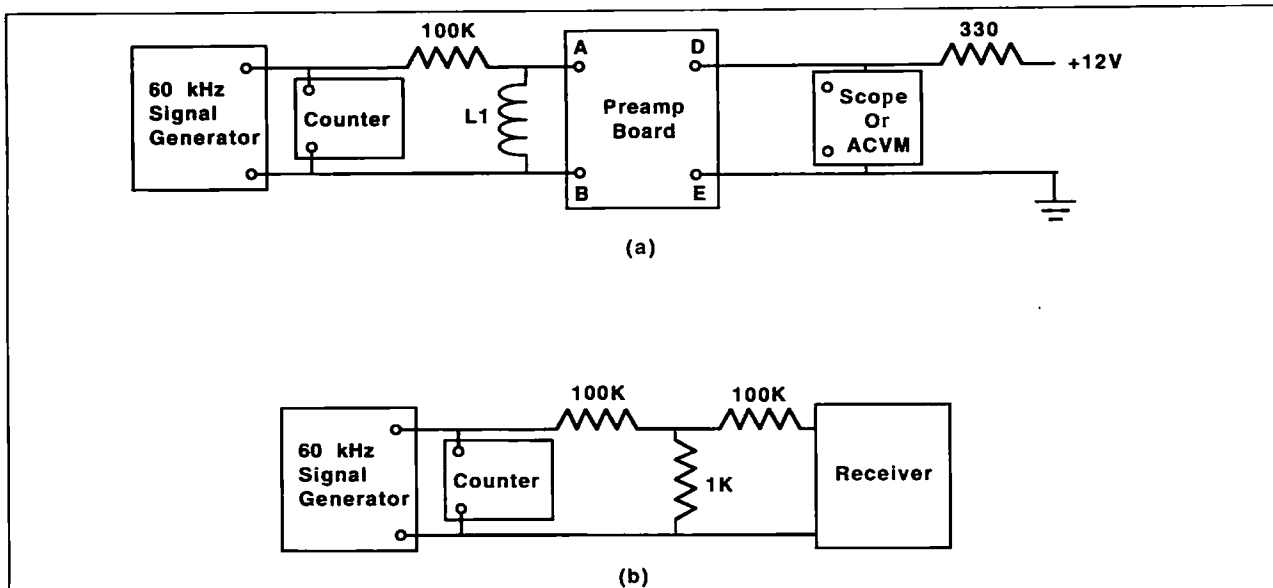 100K
330
A
D
+12V
60 kHz
Signal
Generator
Counter
L1
Preamp
Board
Scope
Or
ACVM
B
E
(a)
100K
100K
60 kHz
Signal
Generator
Counter
1K
Receiver
(b)